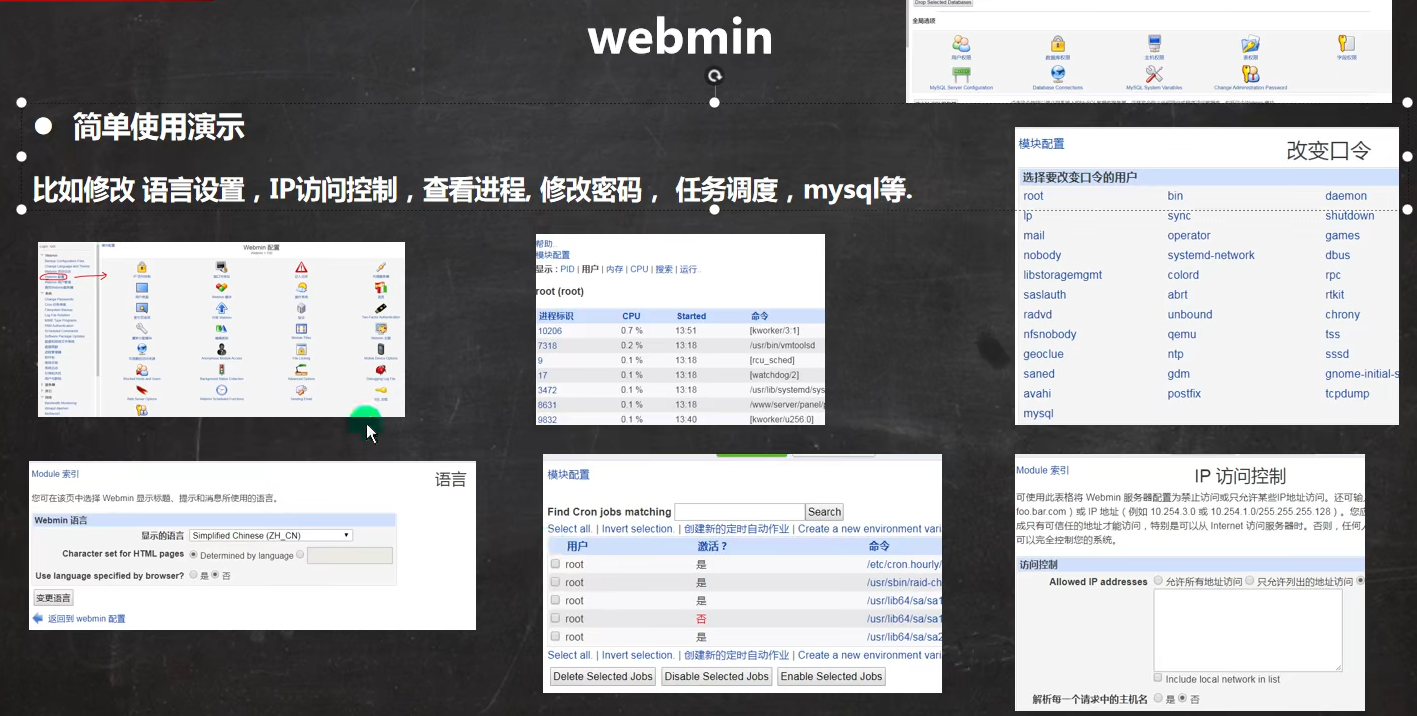 webmin
● 简单使用演示
比如修改 语言设置，IP访问控制，查看进程, 修改密码， 任务调度，mysql等.
Drop Selected Databases
全局选项
用户权限 数据库权限 主机权限 表权限 字段权限
MySQL Server Configuration Database Connections MySQL System Variables Change Administration Password
Webmin 配置
帮助..
模块配置
显示 : PID | 用户 | 内存 | CPU | 搜索 | 运行 .
root (root)
进程标识 CPU Started 命令
10206 0.7 % 13:51 [kworker/3:1]
7318 0.2 % 13:18 /usr/bin/vmtoolsd
9 0.1 % 13:18 [rcu_sched]
17 0.1 % 13:18 [watchdog/2]
3472 0.1 % 13:18 /usr/lib/systemd/sys
8631 0.1 % 13:18 /www/server/panel/
9832 0.1 % 13:40 [kworker/u256:0]
模块配置
改变口令
选择要改变口令的用户
root bin daemon
lp sync shutdown
mail operator games
nobody systemd-network dbus
libstoragemgmt colord rpc
saslauth abrt rtkit
radvd unbound chrony
nfsnobody qemu tss
geoclue ntp sssd
saned gdm gnome-initial-s
avahi postfix tcpdump
mysql
Module 索引
语言
您可在该页中选择 Webmin 显示标题、提示和消息所使用的语言。
Webmin 语言
显示的语言 Simplified Chinese (ZH_CN)
Character set for HTML pages Determined by language
Use language specified by browser? 是 否
变更语言
返回到 webmin 配置
模块配置
Find Cron jobs matching Search
Select all. | Invert selection. | 创建新的定时自动作业 | Create a new environment vari
用户 激活？ 命令
root 是 /etc/cron.hourly/
root 是 /usr/sbin/raid-ch
root 是 /usr/lib64/sa/sa1
root 否 /usr/lib64/sa/sa1
root 是 /usr/lib64/sa/sa2
Select all. | Invert selection. | 创建新的定时自动作业 | Create a new environment vari
Delete Selected Jobs Disable Selected Jobs Enable Selected Jobs
Module 索引
IP 访问控制
可使用此表格将 Webmin 服务器配置为禁止访问或只允许某些IP地址访问。还可输
foo.bar.com）或 IP 地址（例如 10.254.3.0 或 10.254.1.0/255.255.255.128 ）。您应
成只有可信任的地址才能访问，特别是可以从 Internet 访问服务器时。否则，任何人
可以完全控制您的系统。
访问控制
Allowed IP addresses 允许所有地址访问 只允许列出的地址访问
Include local network in list
解析每一个请求中的主机名 是 否